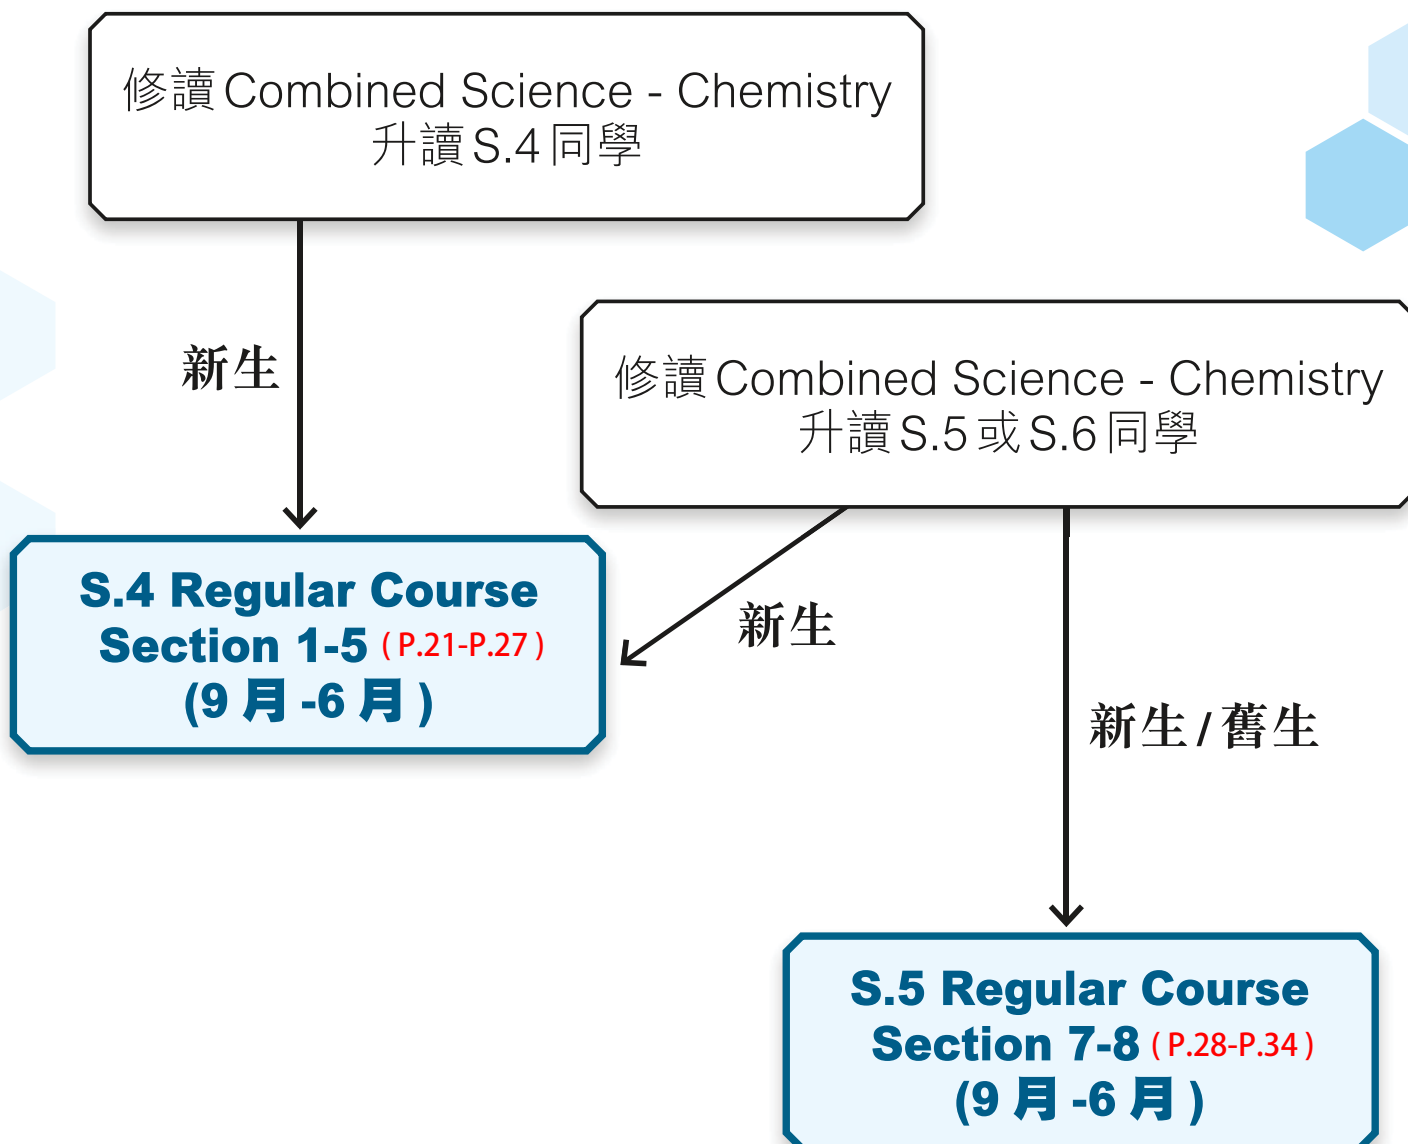 修讀 Combined Science - Chemistry
升讀 S.4 同學
新生
修讀 Combined Science - Chemistry
升讀 S.5 或 S.6 同學
S.4 Regular Course
Section 1-5 ( P.21-P.27 )
(9 月 -6 月 )
新生
新生 / 舊生
S.5 Regular Course
Section 7-8 ( P.28-P.34 )
(9 月 -6 月 )